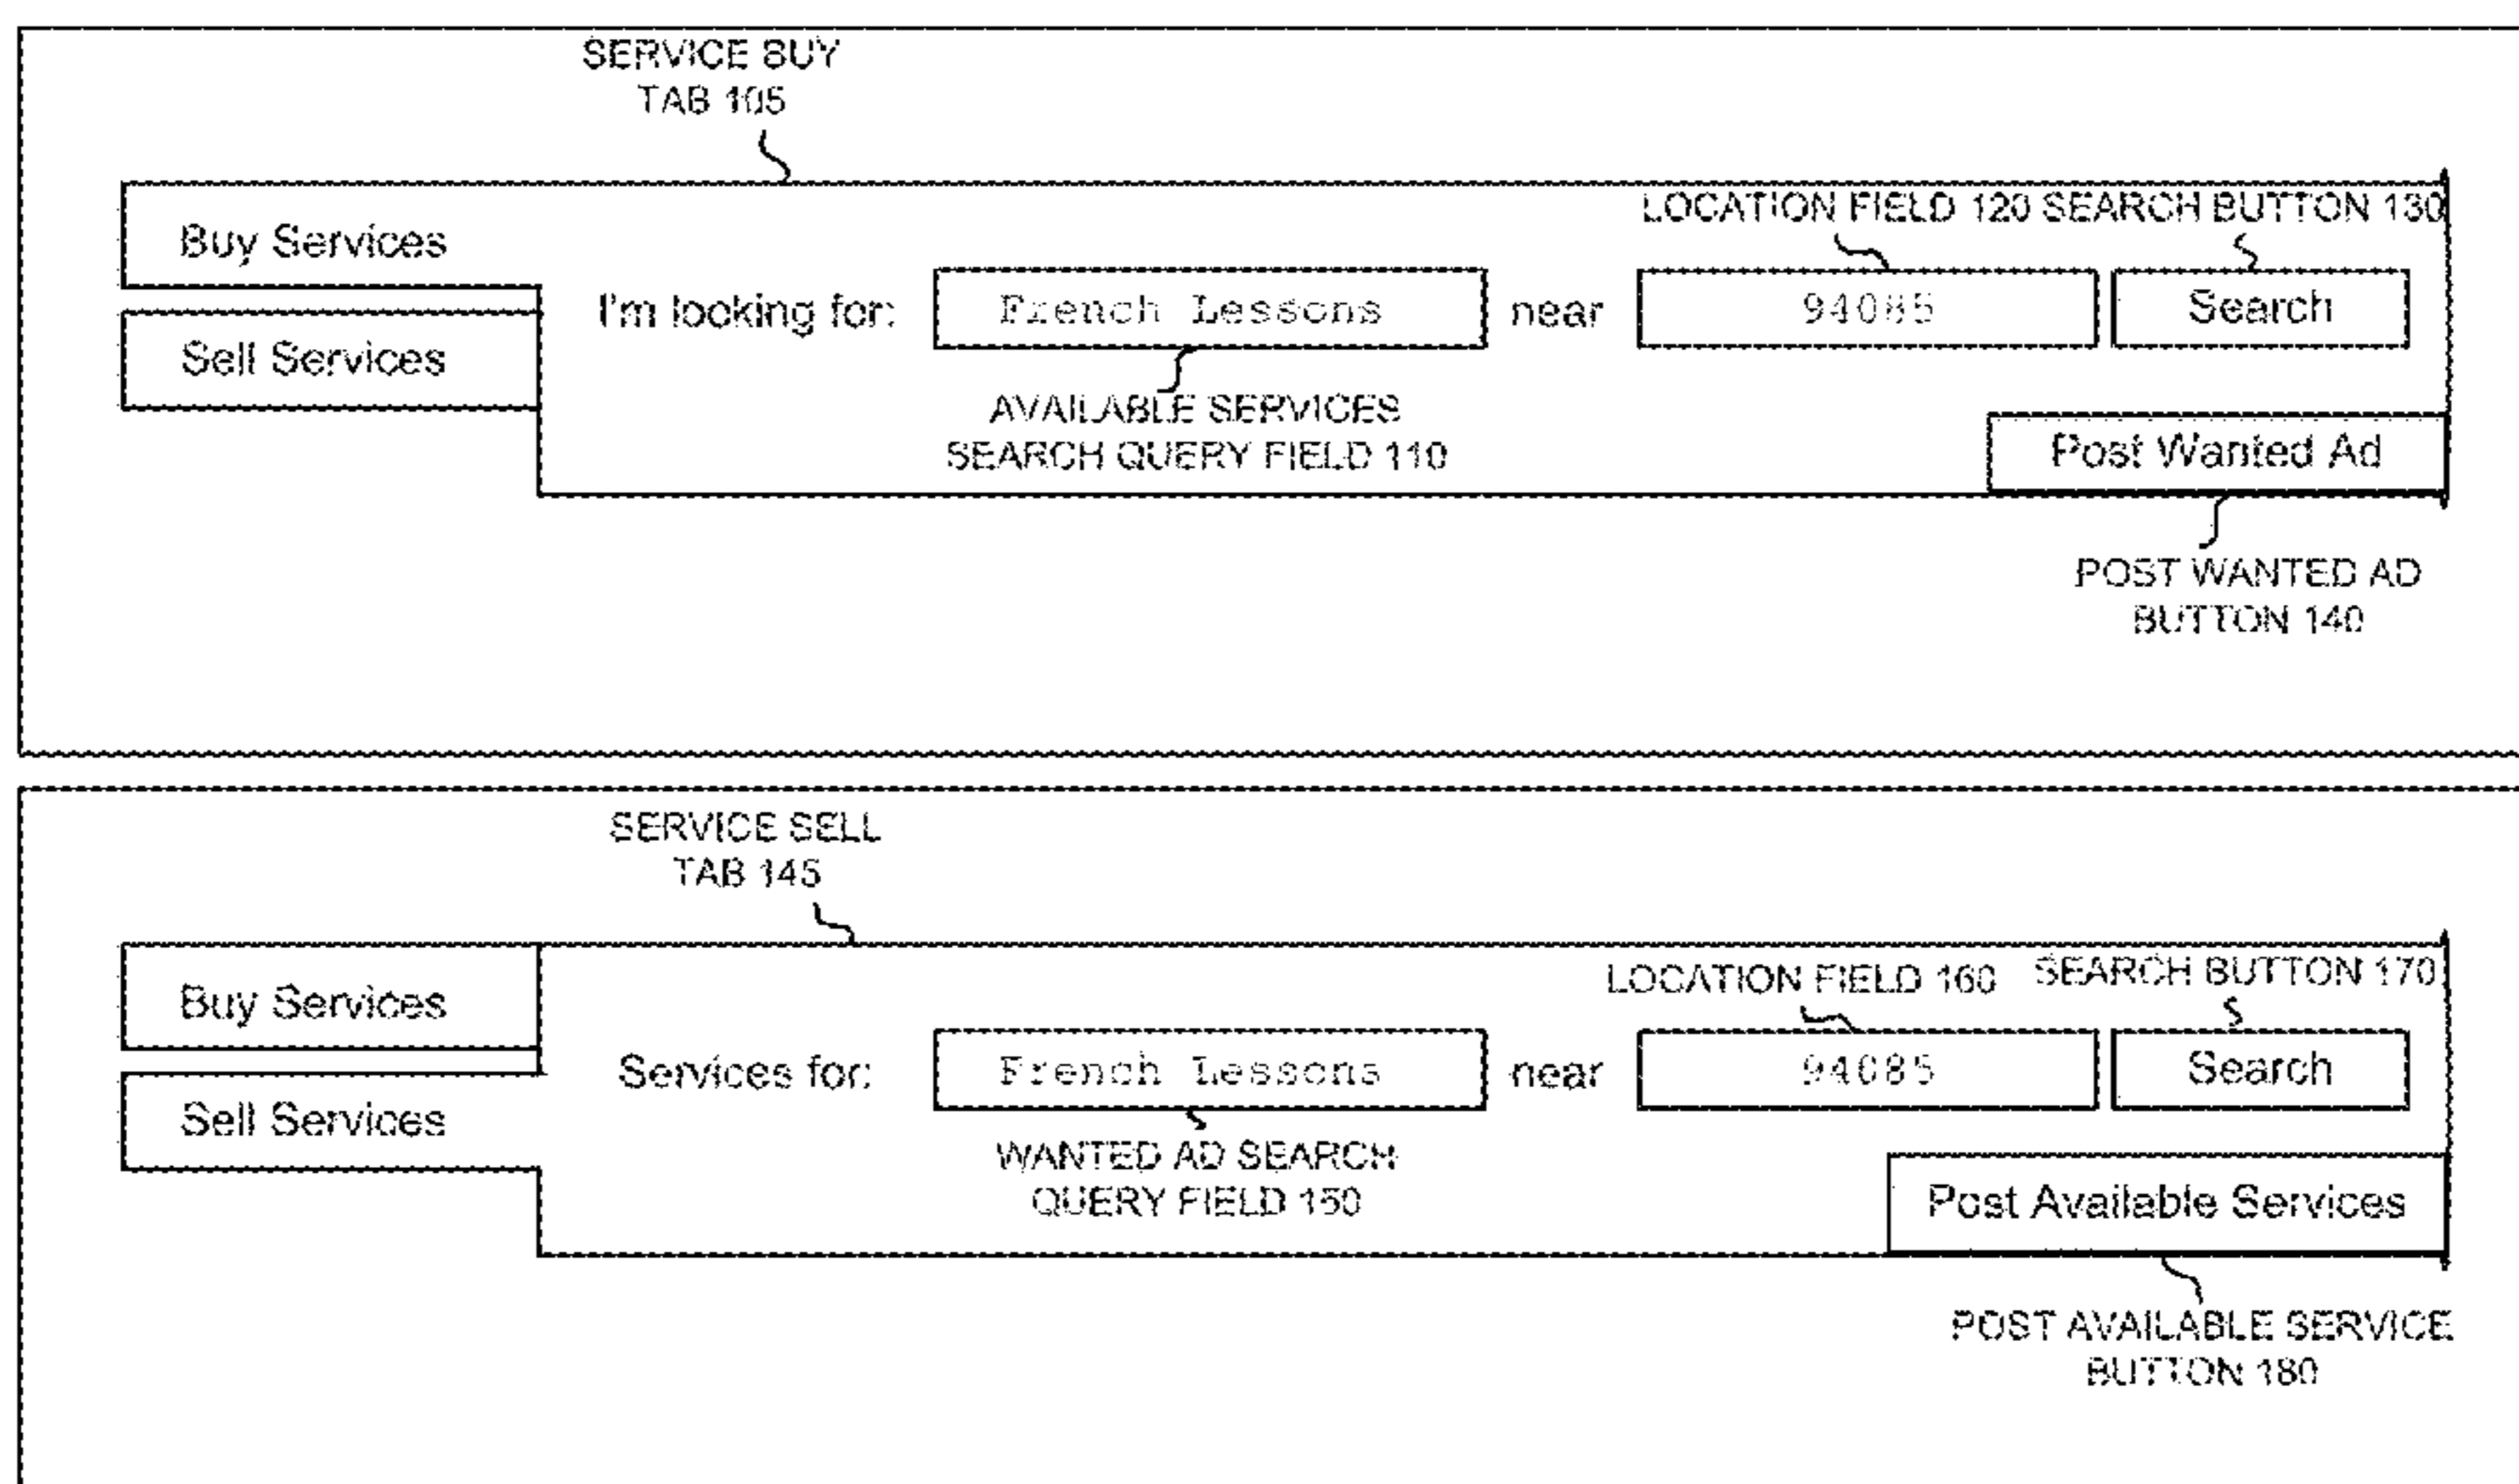 SERVICE BUY
TAB 105
LOCATION FIELD 120 SEARCH BUTTON 130
Buy Services
I'm looking for: French Lessons near 94085 Search
Sell Services
AVAILABLE SERVICES
SEARCH QUERY FIELD 110
Post Wanted Ad
POST WANTED AD
BUTTON 140
SERVICE SELL
TAB 145
LOCATION FIELD 160 SEARCH BUTTON 170
Buy Services
Services for: French Lessons near 94085 Search
Sell Services
WANTED AD SEARCH
QUERY FIELD 150
Post Available Services
POST AVAILABLE SERVICE
BUTTON 180